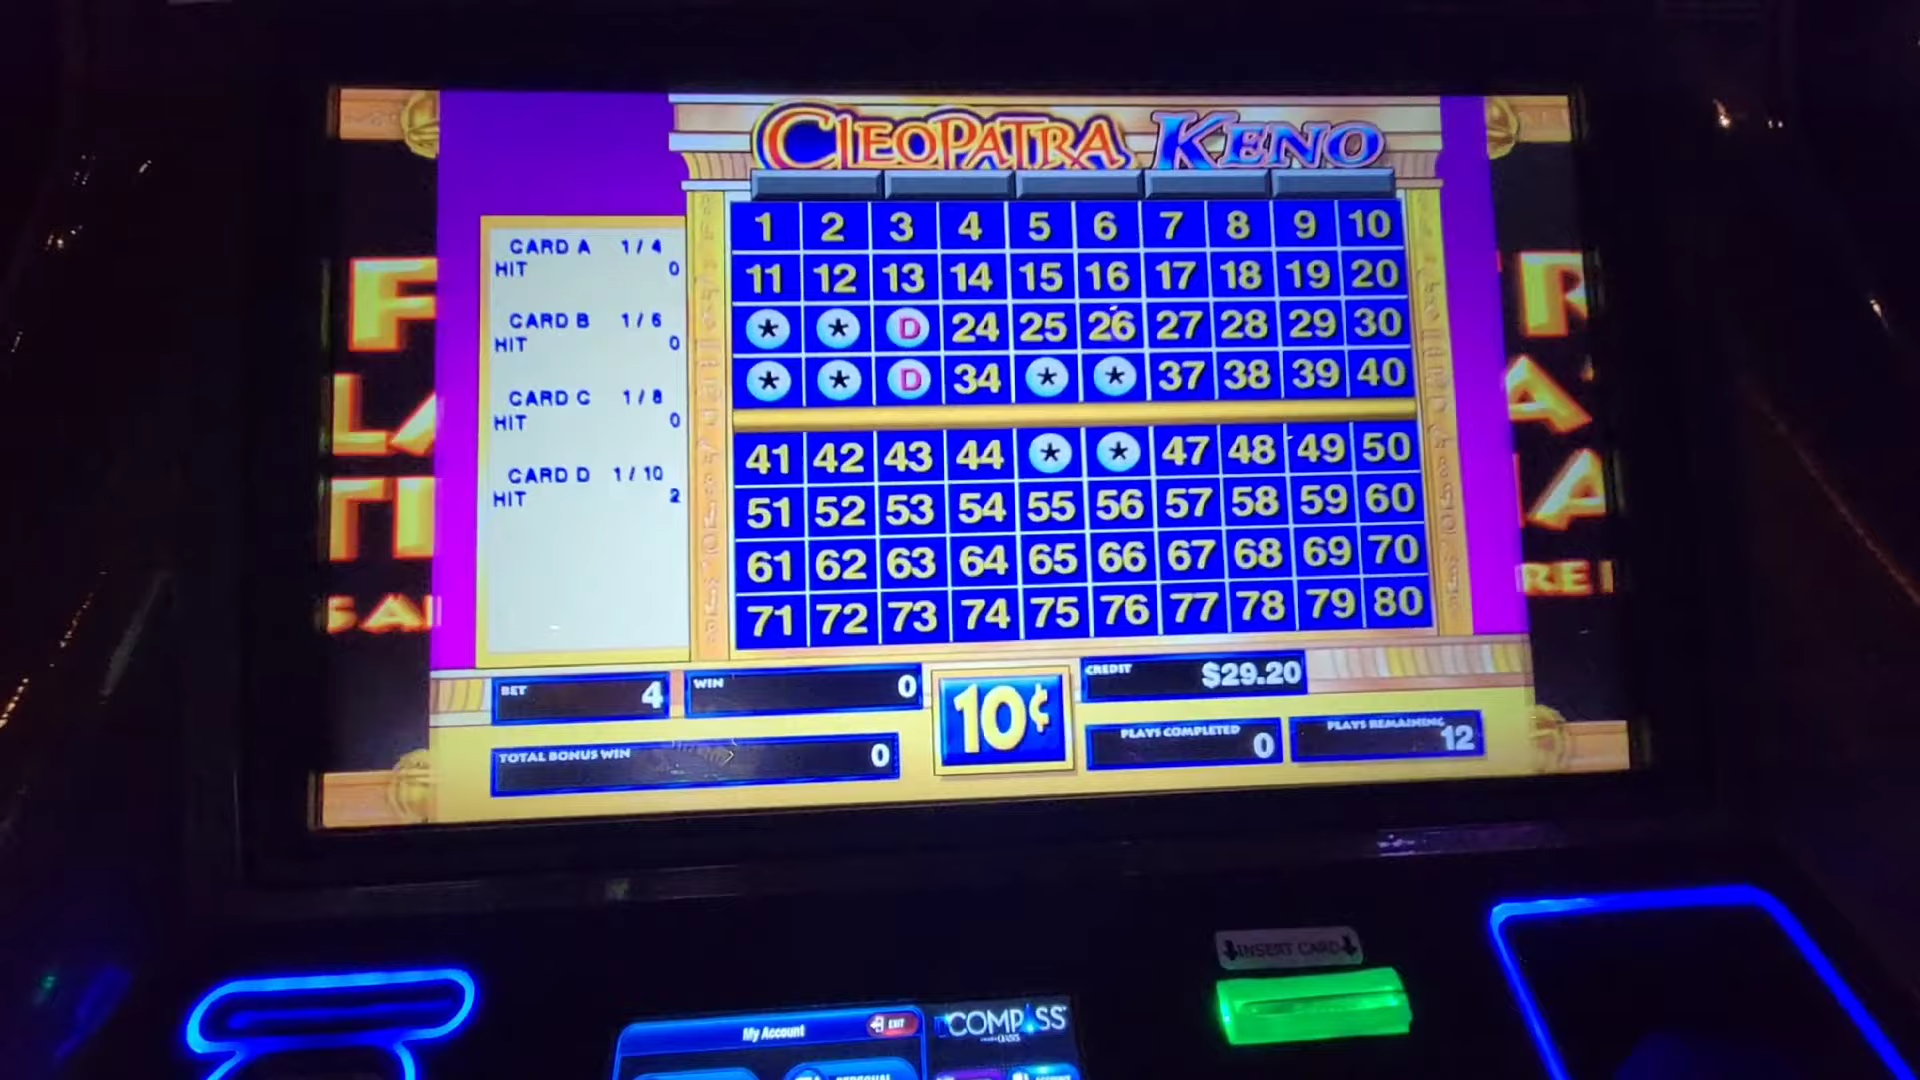 CLEOPATRA KENO
CARD A 1/4
HIT 0
CARD B 1/6
HIT 0
CARD C 1/8
HIT 0
CARD D 1/10
HIT 2
1 2 3 4 5 6 7 8 9 10
11 12 13 14 15 16 17 18 19 20
* * D 24 25 26 27 28 29 30
* * D 34 * * 37 38 39 40
41 42 43 44 * * 47 48 49 50
51 52 53 54 55 56 57 58 59 60
61 62 63 64 65 66 67 68 69 70
71 72 73 74 75 76 77 78 79 80
BET 4
WIN 0
10¢
CREDIT $29.20
TOTAL BONUS WIN 0
PLAYS COMPLETED 0
PLAYS REMAINING 12
INSERT CARD
My Account
EXIT
COMPASS